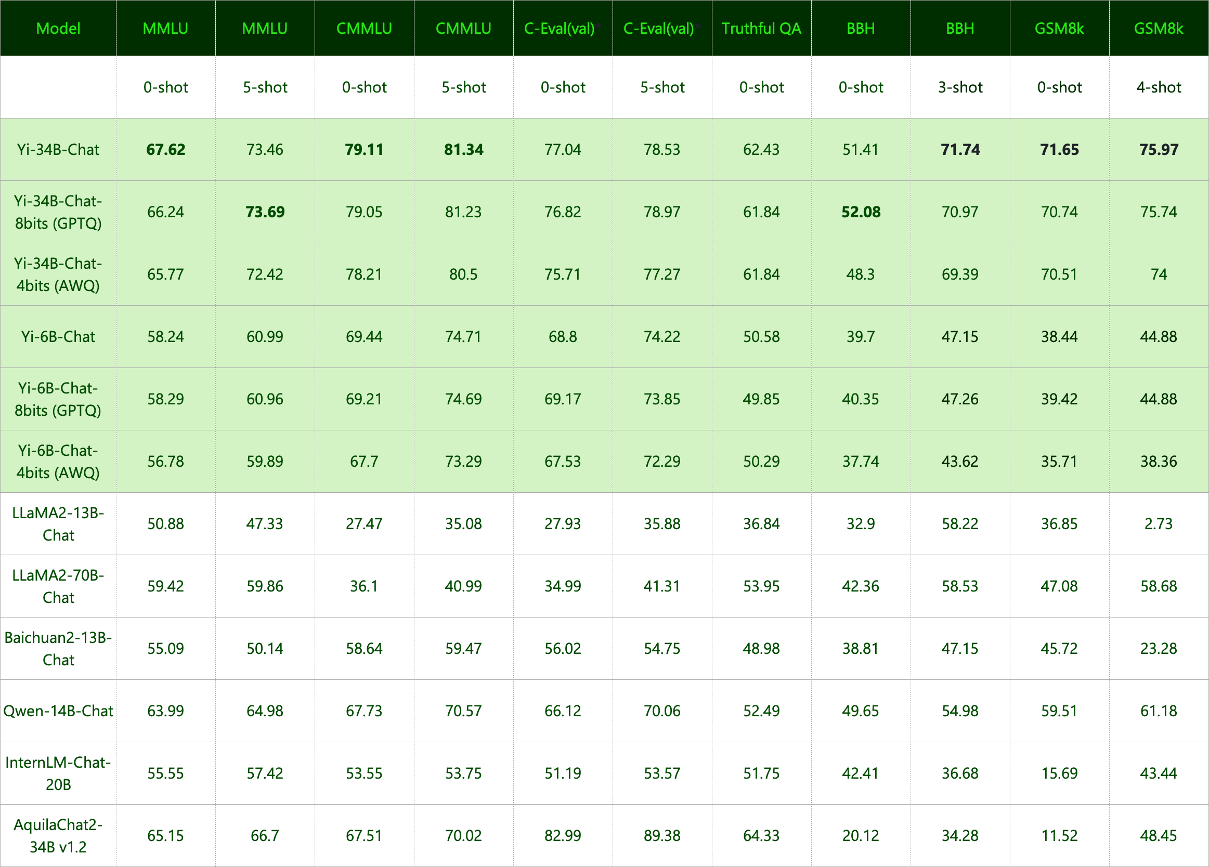 Model MMLU MMLU CMMLU CMMLU C-Eval(val) C-Eval(val) Truthful QA BBH BBH GSM8k GSM8k
0-shot 5-shot 0-shot 5-shot 0-shot 5-shot 0-shot 0-shot 3-shot 0-shot 4-shot
Yi-34B-Chat 67.62 73.46 79.11 81.34 77.04 78.53 62.43 51.41 71.74 71.65 75.97
Yi-34B-Chat-
8bits (GPTQ) 66.24 73.69 79.05 81.23 76.82 78.97 61.84 52.08 70.97 70.74 75.74
Yi-34B-Chat-
4bits (AWQ) 65.77 72.42 78.21 80.5 75.71 77.27 61.84 48.3 69.39 70.51 74
Yi-6B-Chat 58.24 60.99 69.44 74.71 68.8 74.22 50.58 39.7 47.15 38.44 44.88
Yi-6B-Chat-
8bits (GPTQ) 58.29 60.96 69.21 74.69 69.17 73.85 49.85 40.35 47.26 39.42 44.88
Yi-6B-Chat-
4bits (AWQ) 56.78 59.89 67.7 73.29 67.53 72.29 50.29 37.74 43.62 35.71 38.36
LLaMA2-13B-
Chat 50.88 47.33 27.47 35.08 27.93 35.88 36.84 32.9 58.22 36.85 2.73
LLaMA2-70B-
Chat 59.42 59.86 36.1 40.99 34.99 41.31 53.95 42.36 58.53 47.08 58.68
Baichuan2-13B-
Chat 55.09 50.14 58.64 59.47 56.02 54.75 48.98 38.81 47.15 45.72 23.28
Qwen-14B-Chat 63.99 64.98 67.73 70.57 66.12 70.06 52.49 49.65 54.98 59.51 61.18
InternLM-Chat-
20B 55.55 57.42 53.55 53.75 51.19 53.57 51.75 42.41 36.68 15.69 43.44
AquilaChat2-
34B v1.2 65.15 66.7 67.51 70.02 82.99 89.38 64.33 20.12 34.28 11.52 48.45